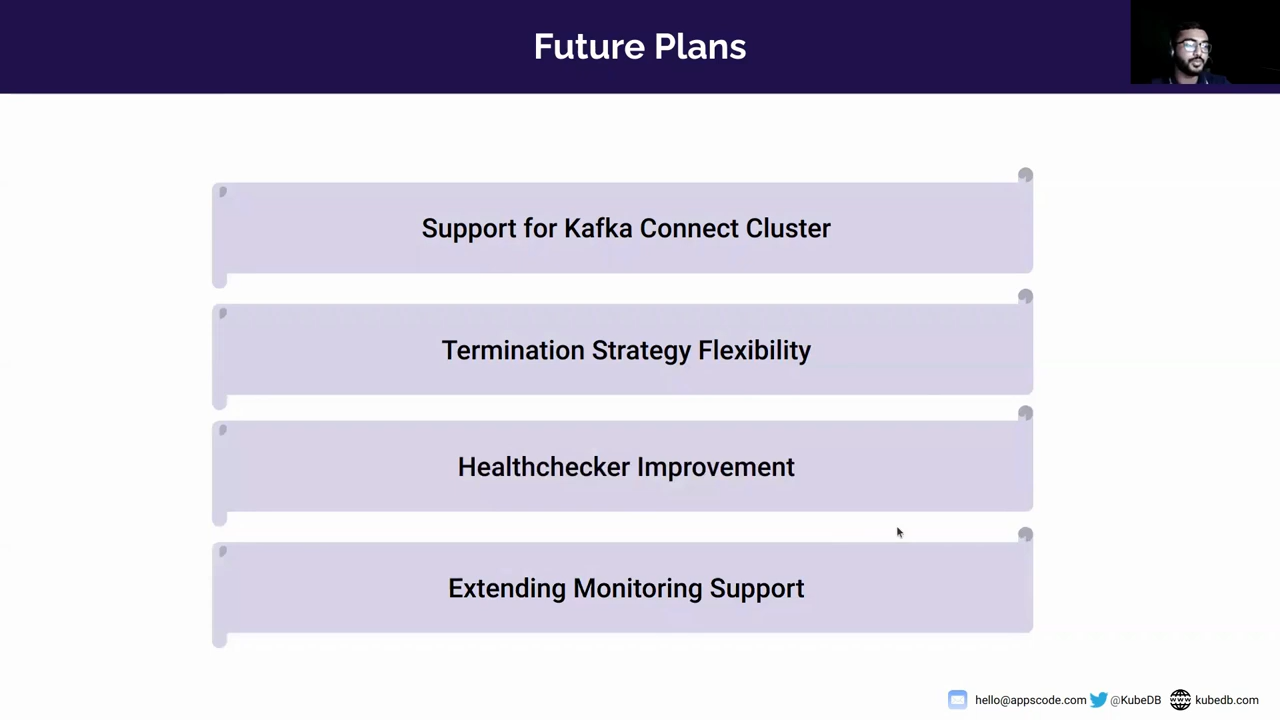 Future Plans
Support for Kafka Connect Cluster
Termination Strategy Flexibility
Healthchecker Improvement
Extending Monitoring Support
hello@appscode.com @KubeDB kubedb.com